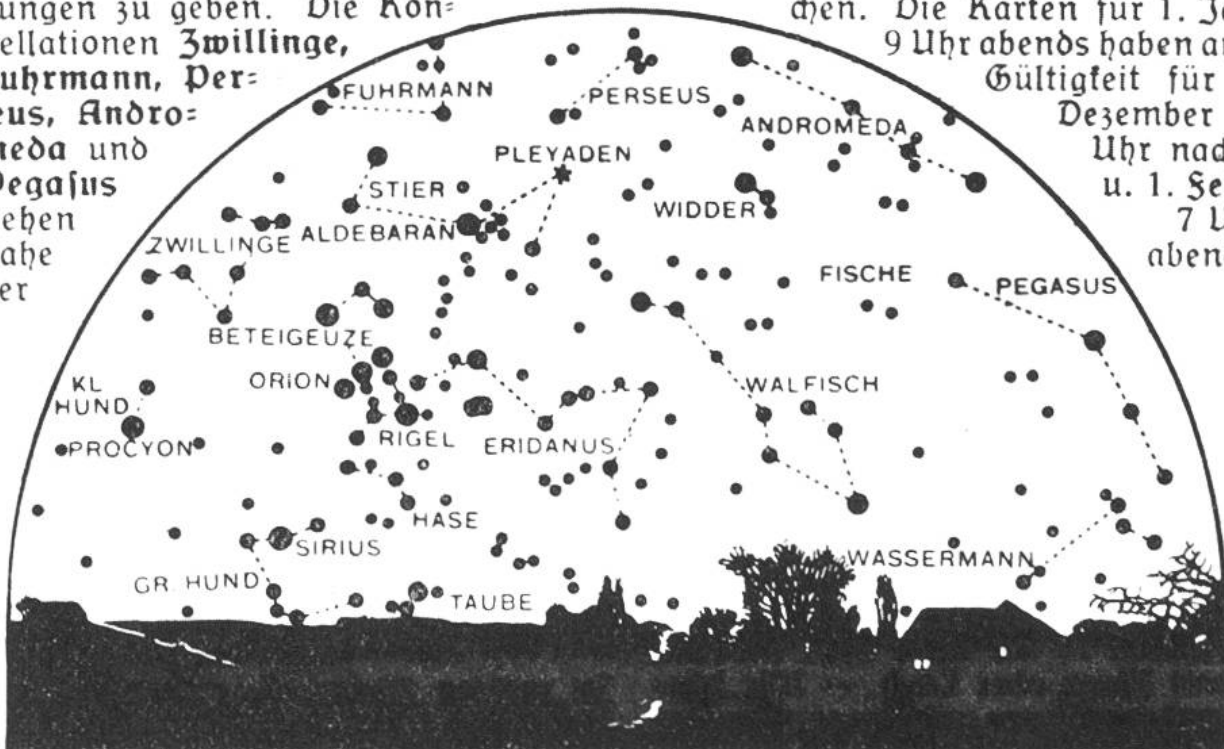 ungen zu geben. Die Kon=
ellationen Zwillinge,
uhrmann, Per=
eus, Andro=
neda und
Pegaſus
ehen
ahe
er
chen. Die Karten für 1. Ja
9 Uhr abends haben a
Gültigkeit für
Dezember
Uhr nac
u. 1. Fe
7 U
aben
FUHRMANN
PERSEUS
ANDROMEDA
PLEYADEN
STIER
WIDDER
ZWILLINGE
ALDEBARAN
FISCHE
PEGASUS
BETEIGEUZE
ORION
KL
HUND
WALFISCH
PROCYON
RIGEL
ERIDANUS
HASE
SIRIUS
WASSERMANN
GR. HUND
TAUBE